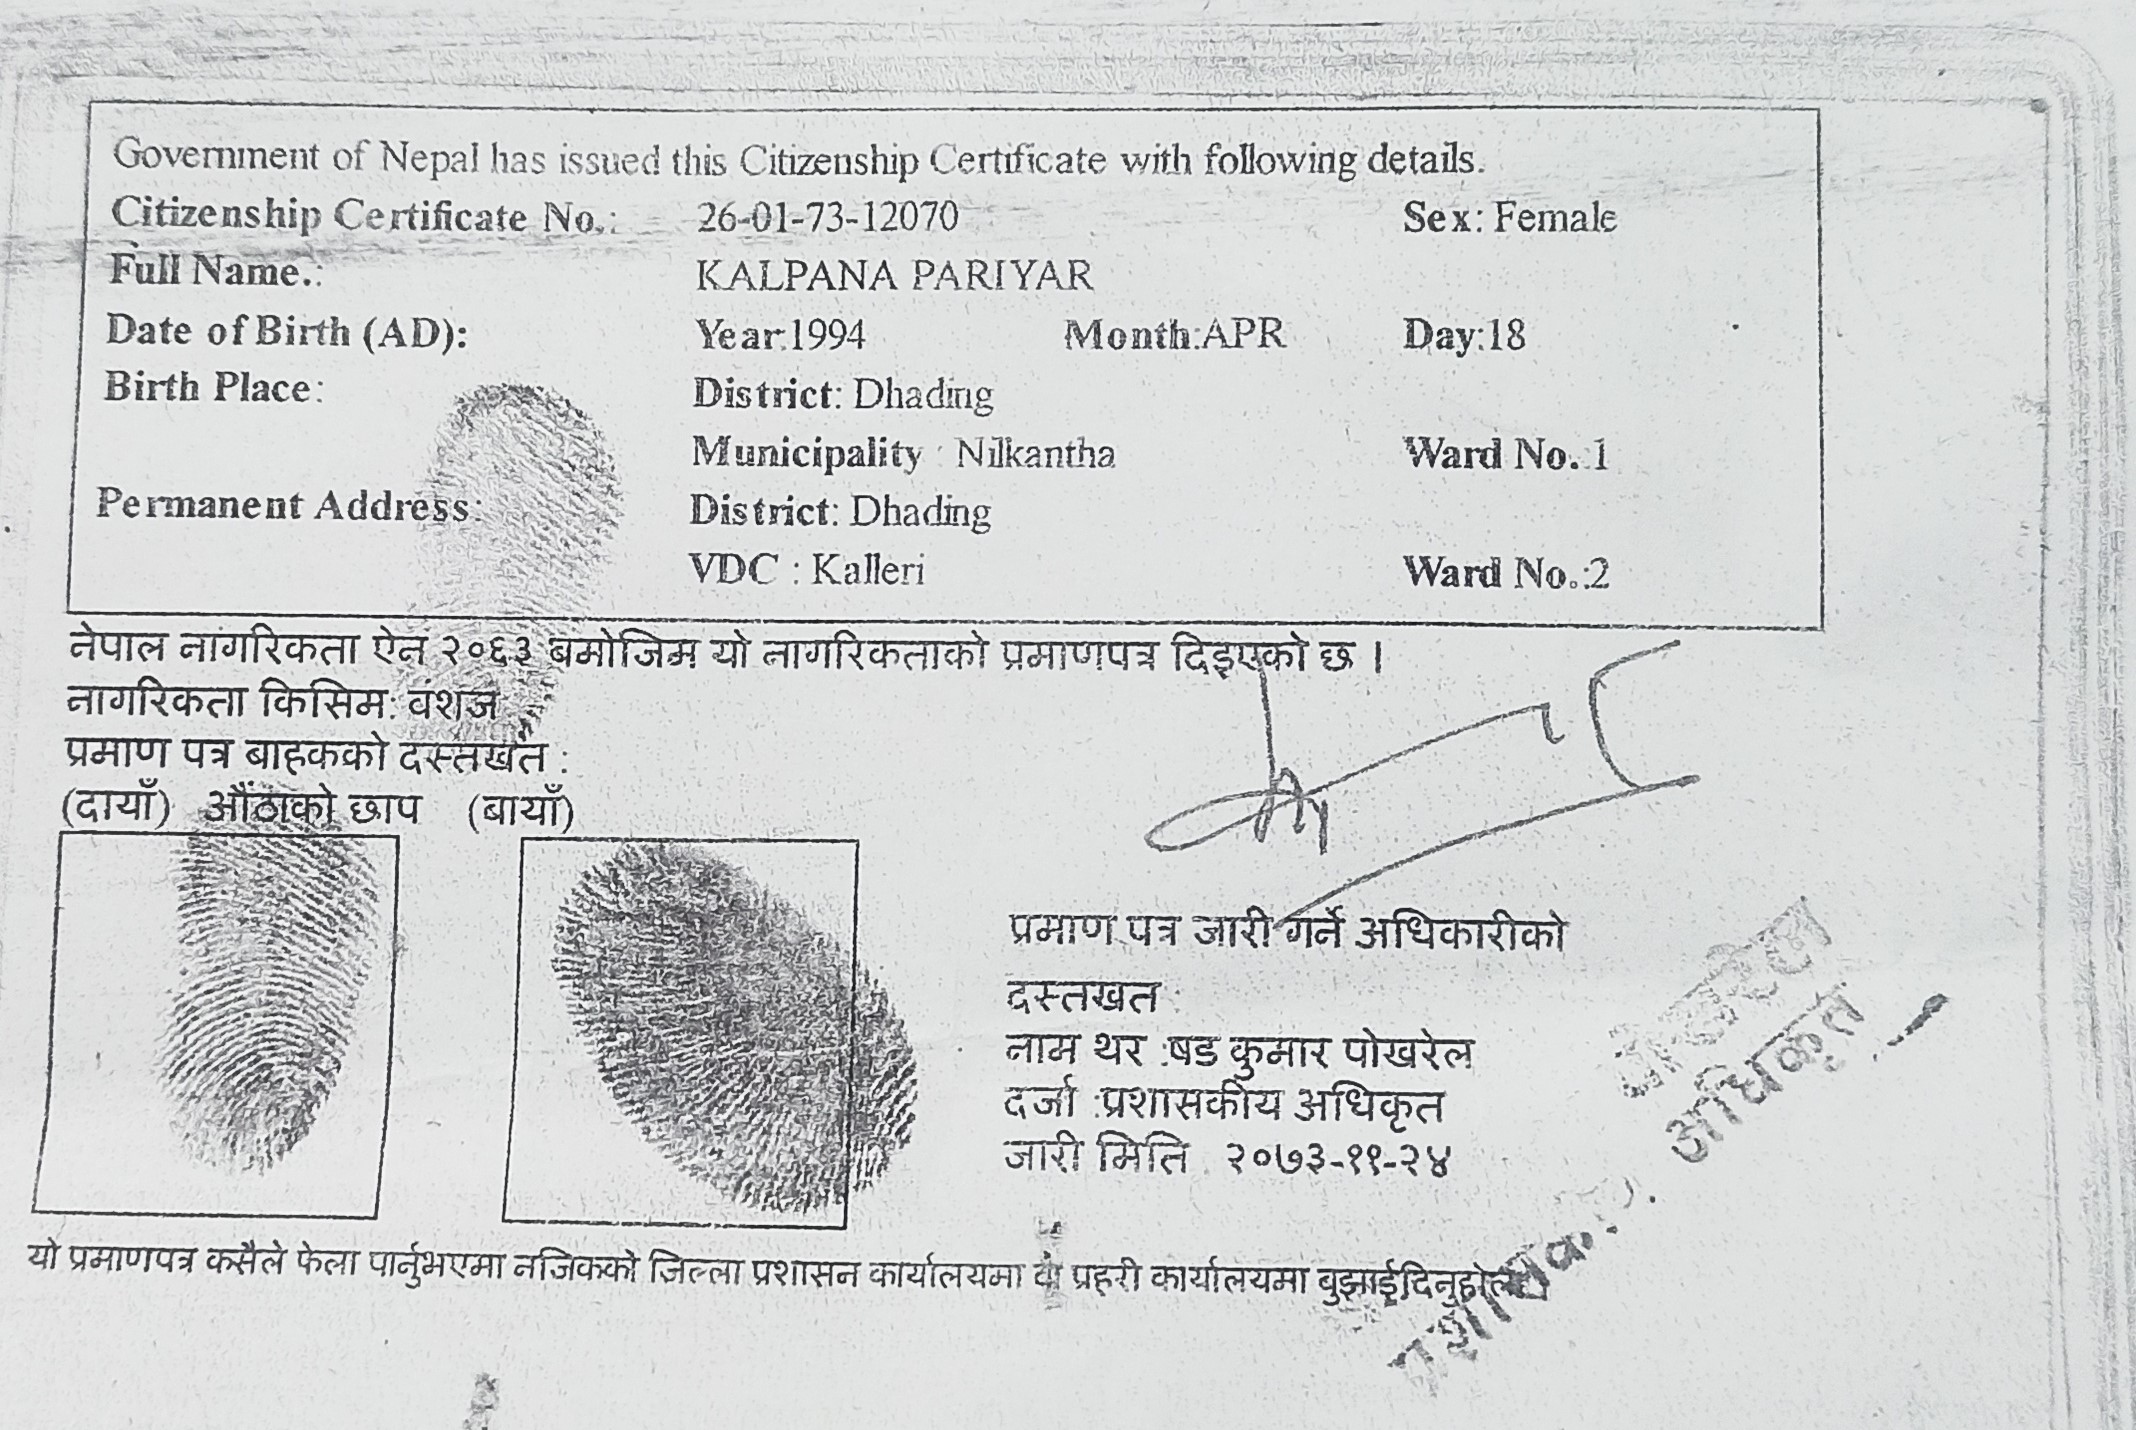 Government of Nepal has issued this Citizenship Certificate with following details.
Citizenship Certificate No.: 26-01-73-12070 Sex: Female
Full Name.: KALPANA PARIYAR
Date of Birth (AD): Year:1994 Month:APR Day:18
Birth Place: District: Dhading
Municipality : Nilkantha Ward No.:1
Permanent Address: District: Dhading
VDC : Kalleri Ward No.:2
नेपाल नागरिकता ऐन २०६३ बमोजिम यो नागरिकताको प्रमाणपत्र दिइएको छ ।
नागरिकता किसिम: वंशज
प्रमाण पत्र बाहकको दस्तखत :
(दायाँ) औंठाको छाप (बायाँ)
प्रमाण पत्र जारी गर्ने अधिकारीको
दस्तखत :
नाम थर :षड कुमार पोखरेल
दर्जा :प्रशासकीय अधिकृत
जारी मिति : २०७३-११-२४
यो प्रमाणपत्र कसैले फेला पार्नुभएमा नजिकको जिल्ला प्रशासन कार्यालयमा वा प्रहरी कार्यालयमा बुझाईदिनुहोला
अधिकृत